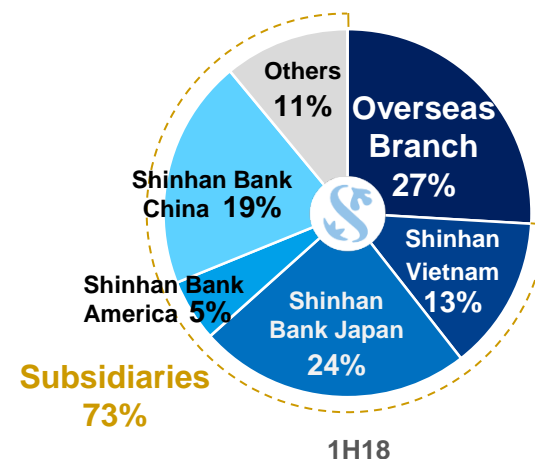 Others
11%
Overseas
Branch
27%
Shinhan Bank
China 19%
Shinhan
Vietnam
13%
Shinhan Bank
America 5%
Shinhan
Bank Japan
24%
Subsidiaries
73%
1H18